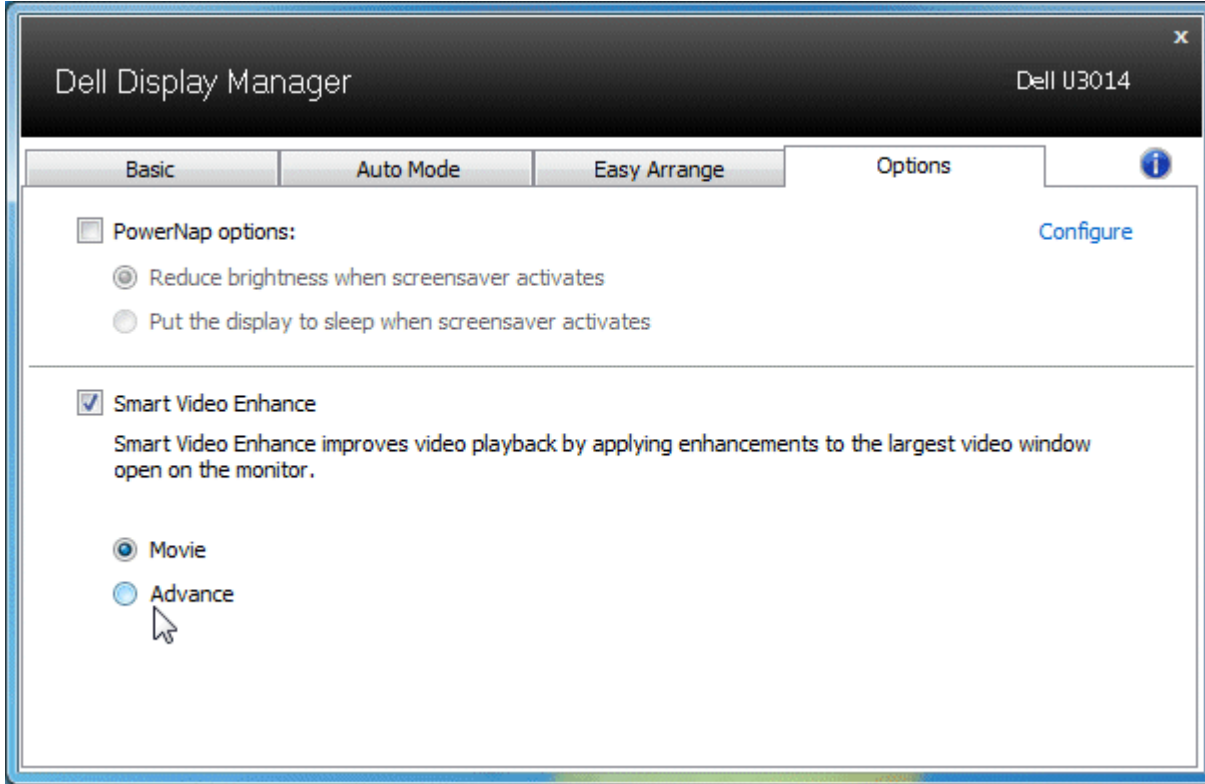 x
Dell Display Manager
Dell U3014
Basic
Auto Mode
Easy Arrange
Options
i
PowerNap options:
Configure
Reduce brightness when screensaver activates
Put the display to sleep when screensaver activates
Smart Video Enhance
Smart Video Enhance improves video playback by applying enhancements to the largest video window
open on the monitor.
Movie
Advance